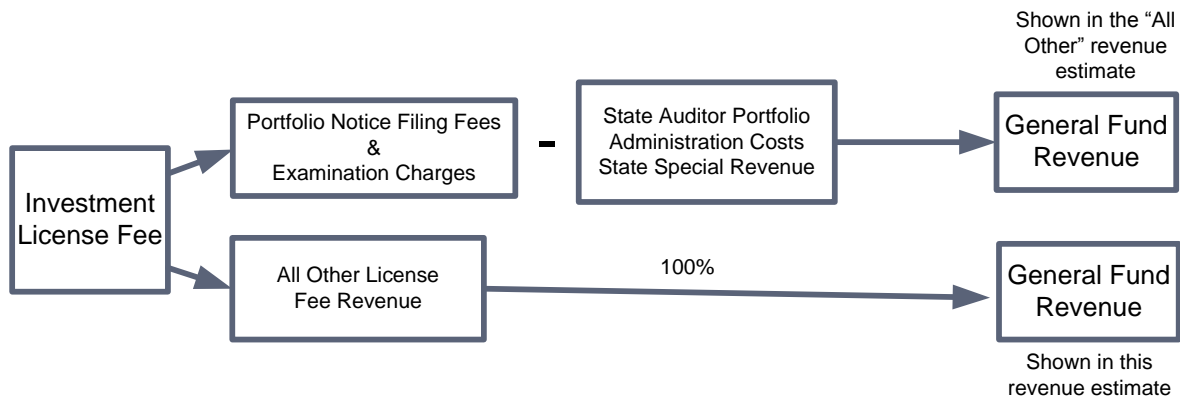 Shown in the “All
Other” revenue
estimate
Investment
License Fee
Portfolio Notice Filing Fees
&
Examination Charges
-
State Auditor Portfolio
Administration Costs
State Special Revenue
General Fund
Revenue
All Other License
Fee Revenue
100%
General Fund
Revenue
Shown in this
revenue estimate